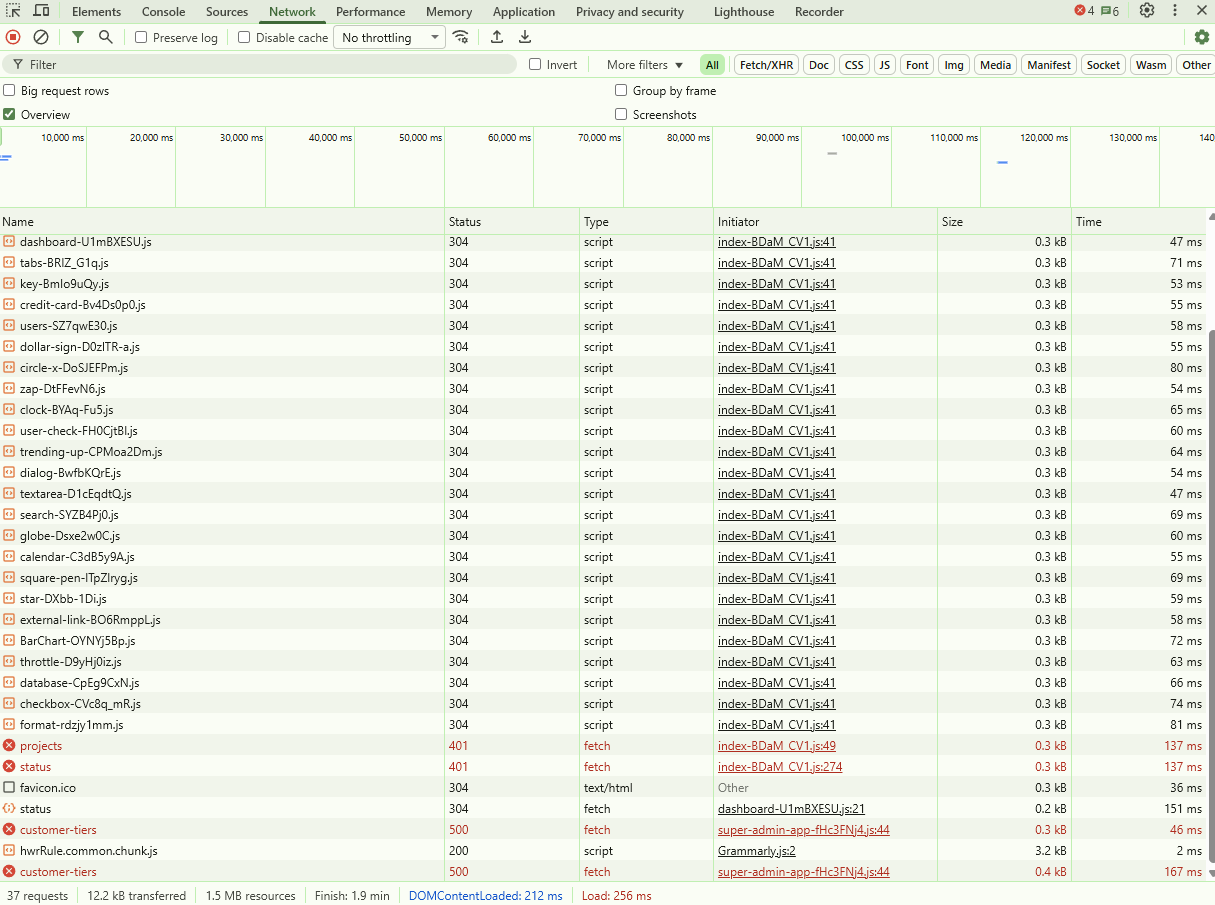 Elements Console Sources Network Performance Memory Application Privacy and security Lighthouse Recorder 4 6
Preserve log Disable cache No throttling
Filter Invert More filters All Fetch/XHR Doc CSS JS Font Img Media Manifest Socket Wasm Other
Big request rows Group by frame
Overview Screenshots
10,000 ms 20,000 ms 30,000 ms 40,000 ms 50,000 ms 60,000 ms 70,000 ms 80,000 ms 90,000 ms 100,000 ms 110,000 ms 120,000 ms 130,000 ms 140
Name Status Type Initiator Size Time
dashboard-U1mBXESU.js 304 script index-BDaM_CV1.js:41 0.3 kB 47 ms
tabs-BRlZ_G1q.js 304 script index-BDaM_CV1.js:41 0.3 kB 71 ms
key-Bmlo9uQy.js 304 script index-BDaM_CV1.js:41 0.3 kB 53 ms
credit-card-Bv4Ds0p0.js 304 script index-BDaM_CV1.js:41 0.3 kB 55 ms
users-SZ7qwE30.js 304 script index-BDaM_CV1.js:41 0.3 kB 58 ms
dollar-sign-D0zlTR-a.js 304 script index-BDaM_CV1.js:41 0.3 kB 55 ms
circle-x-DoSJEFPm.js 304 script index-BDaM_CV1.js:41 0.3 kB 80 ms
zap-DtFFevN6.js 304 script index-BDaM_CV1.js:41 0.3 kB 54 ms
clock-BYAq-Fu5.js 304 script index-BDaM_CV1.js:41 0.3 kB 65 ms
user-check-FH0CjtBl.js 304 script index-BDaM_CV1.js:41 0.3 kB 60 ms
trending-up-CPMoa2Dm.js 304 script index-BDaM_CV1.js:41 0.3 kB 64 ms
dialog-BwfbKQrE.js 304 script index-BDaM_CV1.js:41 0.3 kB 54 ms
textarea-D1cEqdtQ.js 304 script index-BDaM_CV1.js:41 0.3 kB 47 ms
search-SYZB4Pj0.js 304 script index-BDaM_CV1.js:41 0.3 kB 69 ms
globe-Dsxe2w0C.js 304 script index-BDaM_CV1.js:41 0.3 kB 60 ms
calendar-C3dB5y9A.js 304 script index-BDaM_CV1.js:41 0.3 kB 55 ms
square-pen-ITpZIryg.js 304 script index-BDaM_CV1.js:41 0.3 kB 69 ms
star-DXbb-1Di.js 304 script index-BDaM_CV1.js:41 0.3 kB 59 ms
external-link-BO6RmppL.js 304 script index-BDaM_CV1.js:41 0.3 kB 58 ms
BarChart-OYNYj5Bp.js 304 script index-BDaM_CV1.js:41 0.3 kB 72 ms
throttle-D9yHj0iz.js 304 script index-BDaM_CV1.js:41 0.3 kB 63 ms
database-CpEg9CxN.js 304 script index-BDaM_CV1.js:41 0.3 kB 66 ms
checkbox-CVc8q_mR.js 304 script index-BDaM_CV1.js:41 0.3 kB 74 ms
format-rdzjy1mm.js 304 script index-BDaM_CV1.js:41 0.3 kB 81 ms
projects 401 fetch index-BDaM_CV1.js:49 0.3 kB 137 ms
status 401 fetch index-BDaM_CV1.js:274 0.3 kB 137 ms
favicon.ico 304 text/html Other 0.3 kB 36 ms
status 304 fetch dashboard-U1mBXESU.js:21 0.2 kB 151 ms
customer-tiers 500 fetch super-admin-app-fHc3FNj4.js:44 0.3 kB 46 ms
hwrRule.common.chunk.js 200 script Grammarly.js:2 3.2 kB 2 ms
customer-tiers 500 fetch super-admin-app-fHc3FNj4.js:44 0.4 kB 167 ms
37 requests 12.2 kB transferred 1.5 MB resources Finish: 1.9 min DOMContentLoaded: 212 ms Load: 256 ms